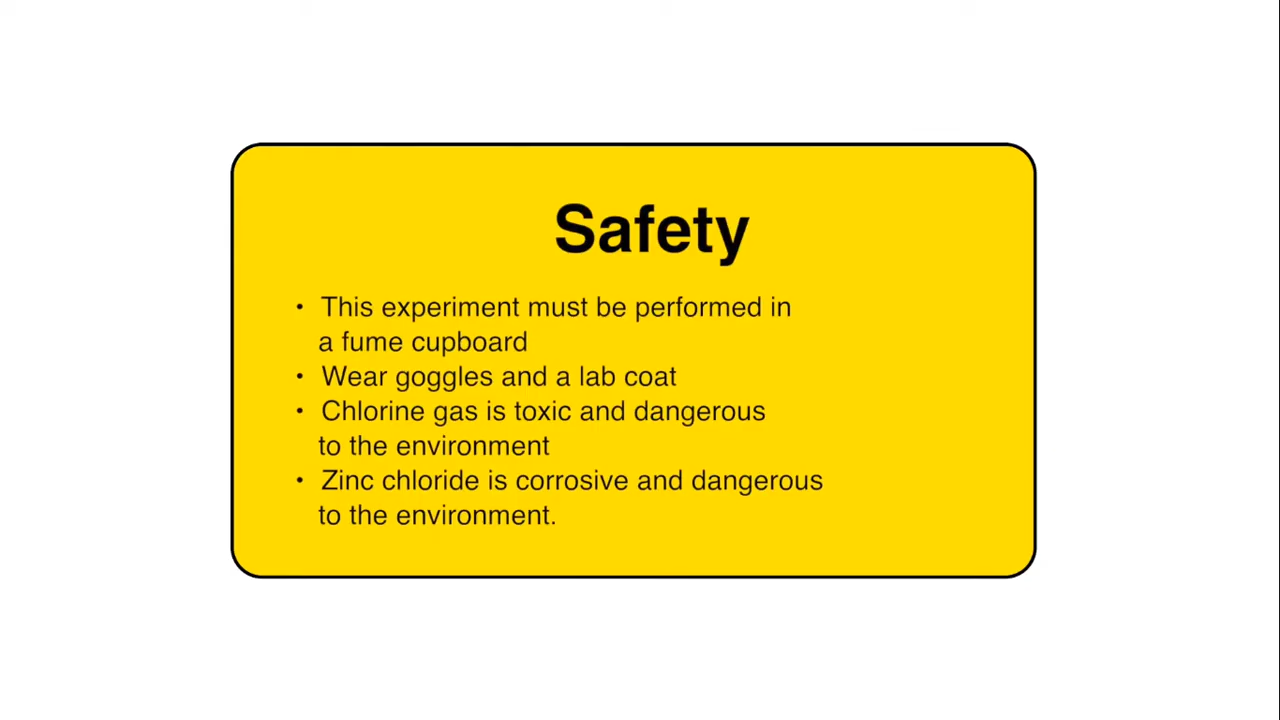 Safety
• This experiment must be performed in
a fume cupboard
• Wear goggles and a lab coat
• Chlorine gas is toxic and dangerous
to the environment
• Zinc chloride is corrosive and dangerous
to the environment.